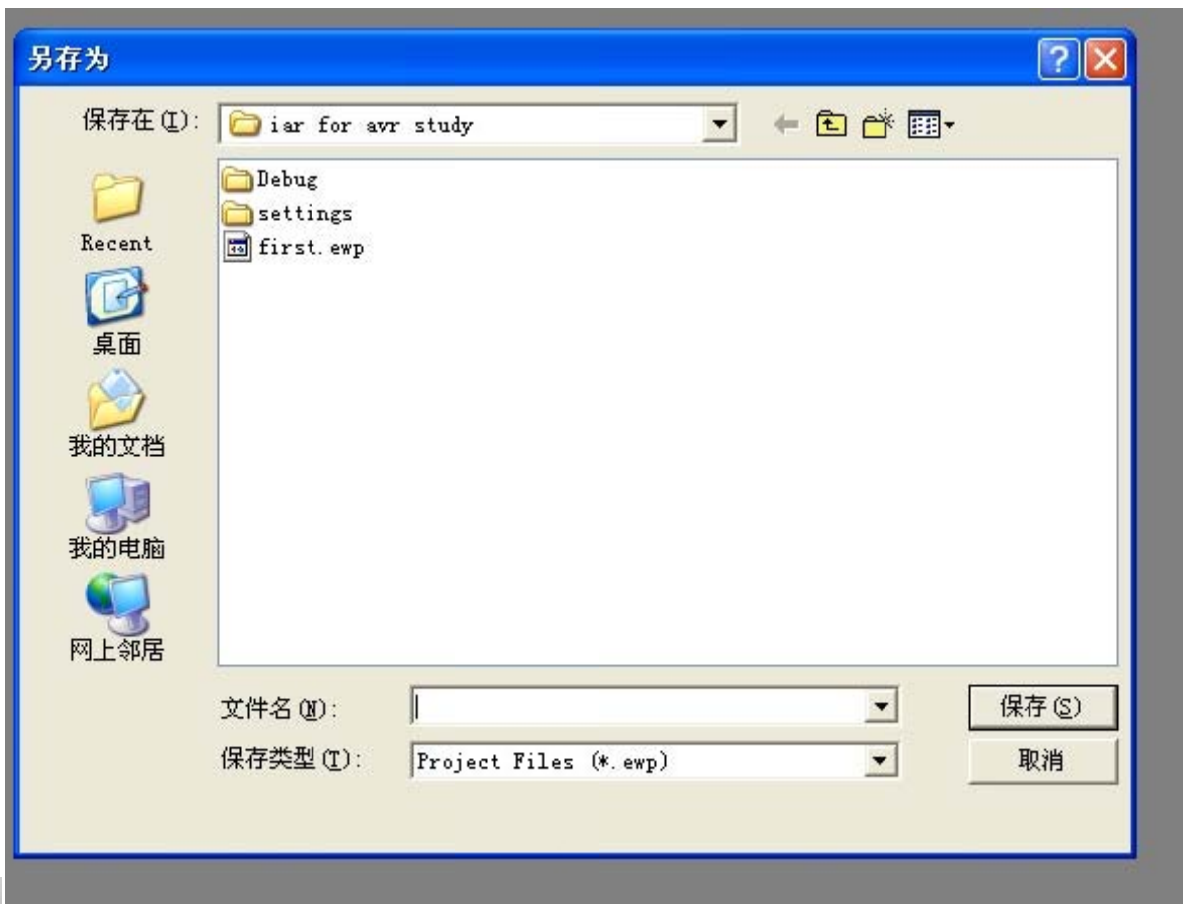 另存为
保存在(I):
iar for avr study
Debug
settings
first.ewp
Recent
桌面
我的文档
我的电脑
网上邻居
文件名(N):
保存(S)
保存类型(T):
Project Files (*.ewp)
取消